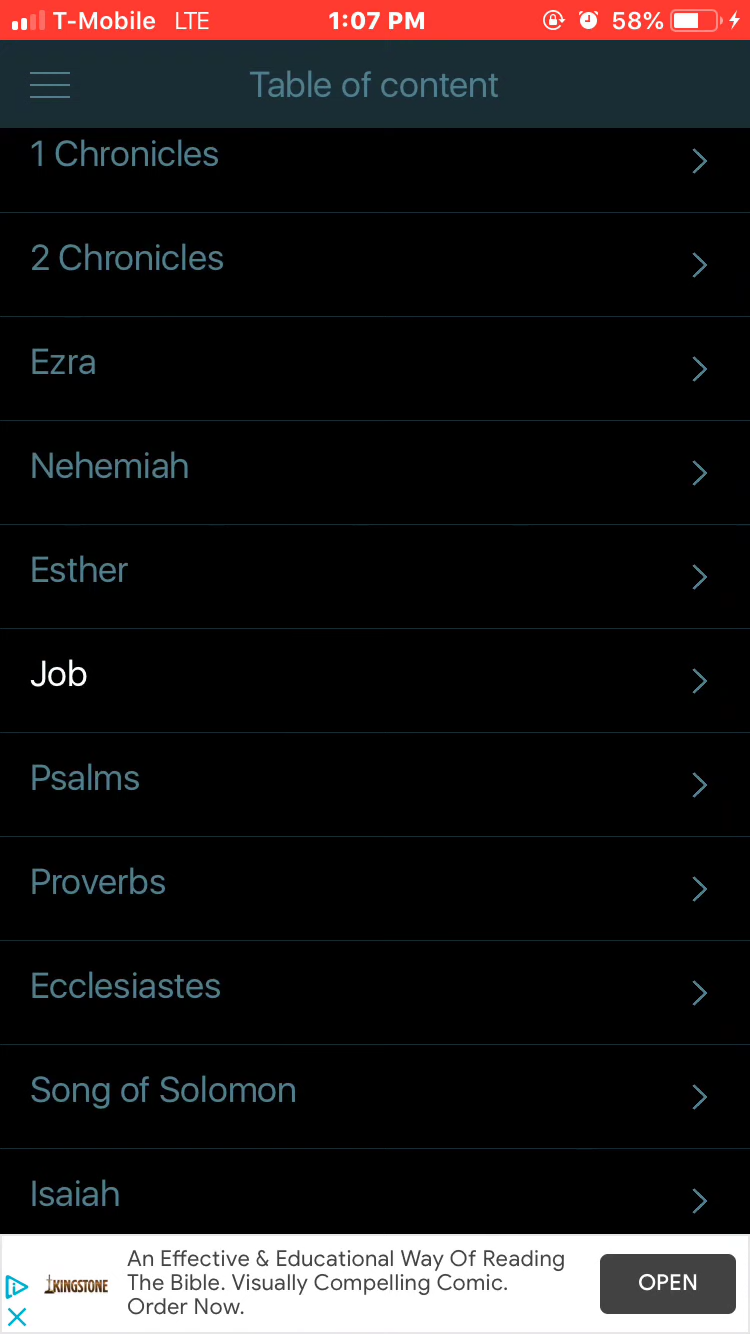 T-Mobile LTE 1:07 PM 58%
Table of content
1 Chronicles
2 Chronicles
Ezra
Nehemiah
Esther
Job
Psalms
Proverbs
Ecclesiastes
Song of Solomon
Isaiah
KINGSTONE
An Effective & Educational Way Of Reading
The Bible. Visually Compelling Comic.
Order Now.
OPEN